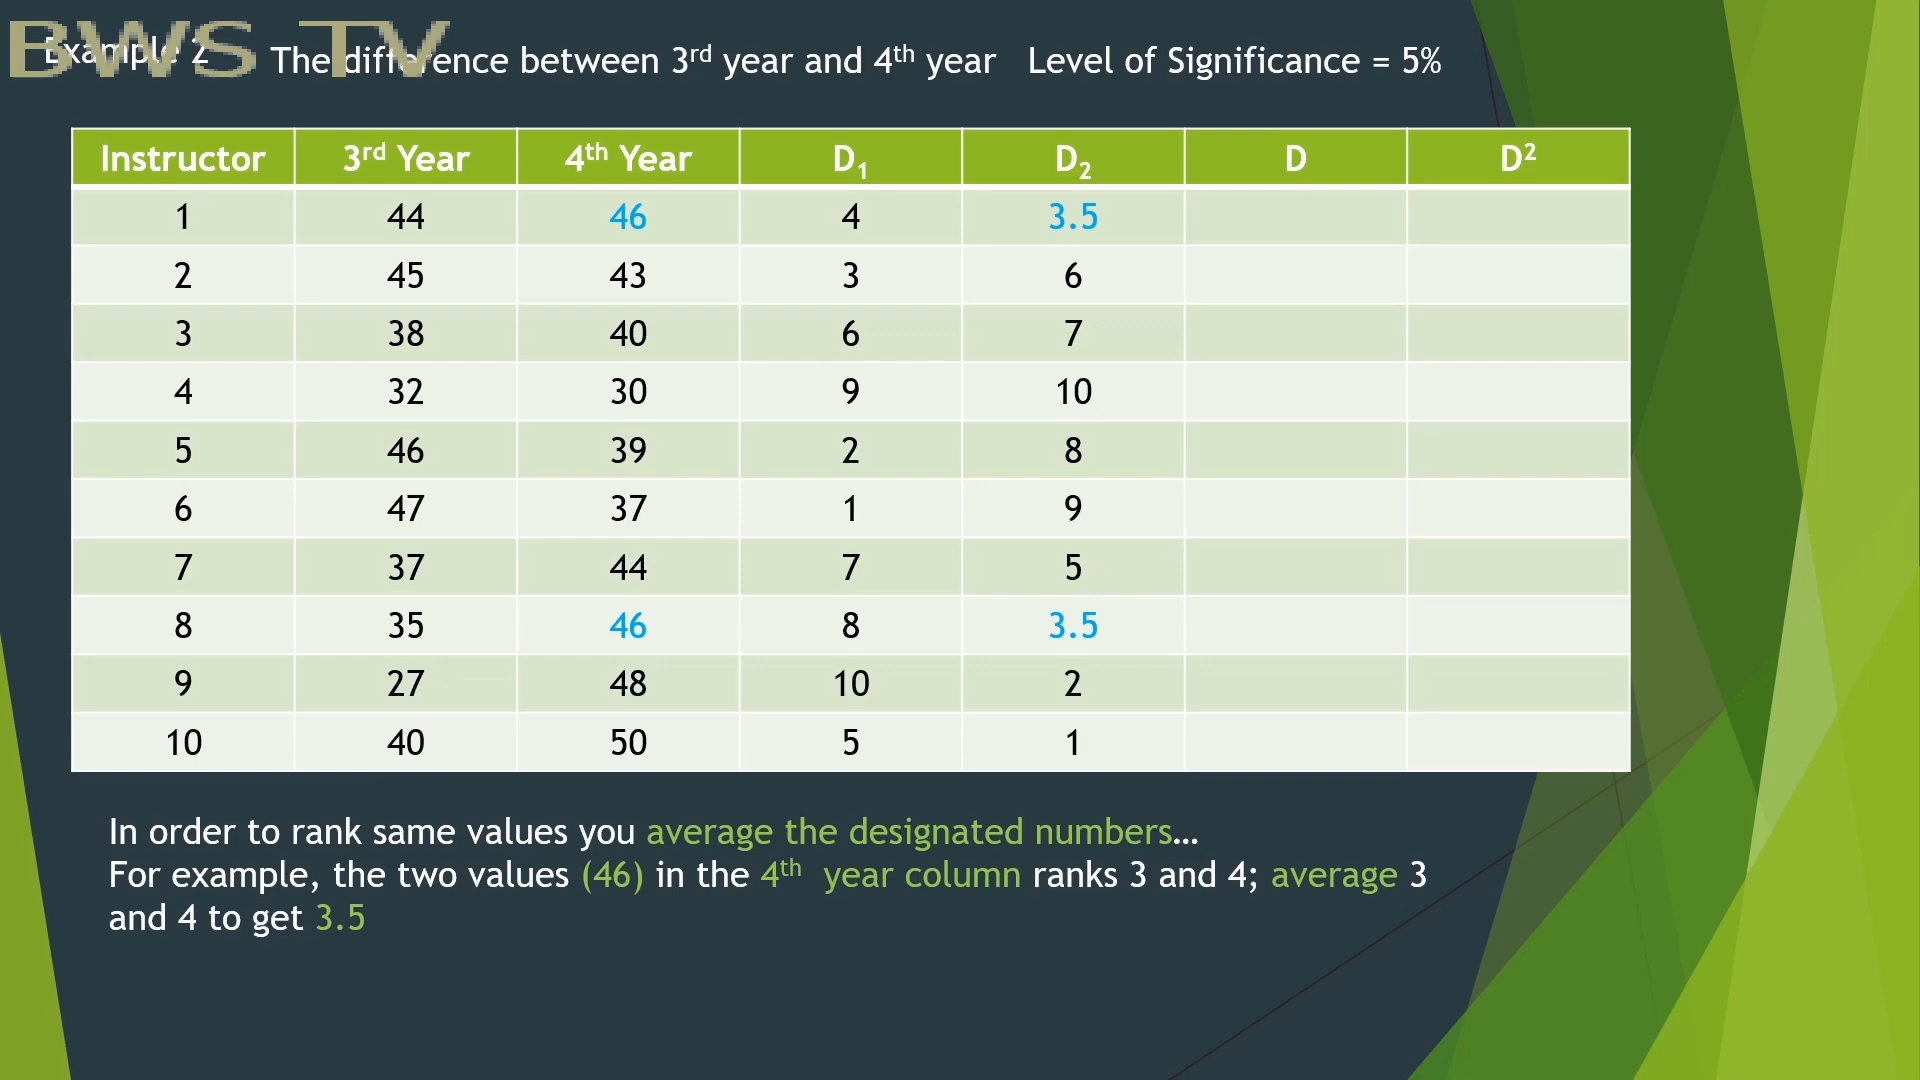 BWS TV
Example 2 The difference between 3rd year and 4th year Level of Significance = 5%
Instructor 3rd Year 4th Year D1 D2 D D2
1 44 46 4 3.5
2 45 43 3 6
3 38 40 6 7
4 32 30 9 10
5 46 39 2 8
6 47 37 1 9
7 37 44 7 5
8 35 46 8 3.5
9 27 48 10 2
10 40 50 5 1
In order to rank same values you average the designated numbers…
For example, the two values (46) in the 4th year column ranks 3 and 4; average 3
and 4 to get 3.5